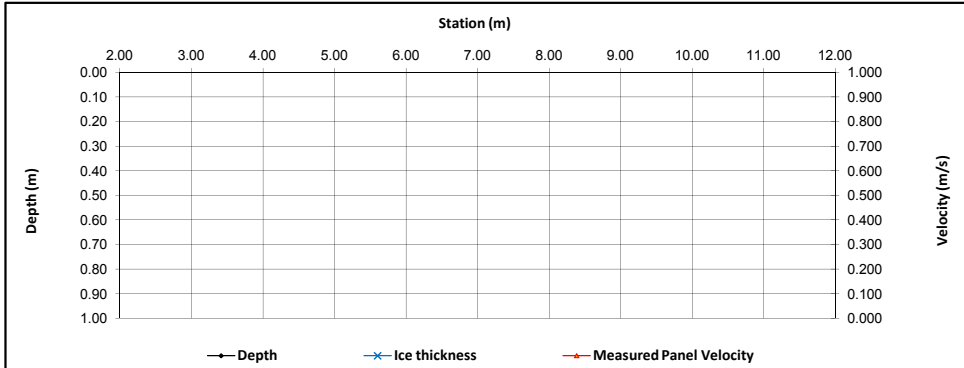 Station (m)
2.00 3.00 4.00 5.00 6.00 7.00 8.00 9.00 10.00 11.00 12.00
0.00 1.000
0.10 0.900
0.20 0.800
0.30 0.700
0.40 0.600
0.50 0.500
0.60 0.400
0.70 0.300
0.80 0.200
0.90 0.100
1.00 0.000
Depth (m)
Velocity (m/s)
Depth Ice thickness Measured Panel Velocity